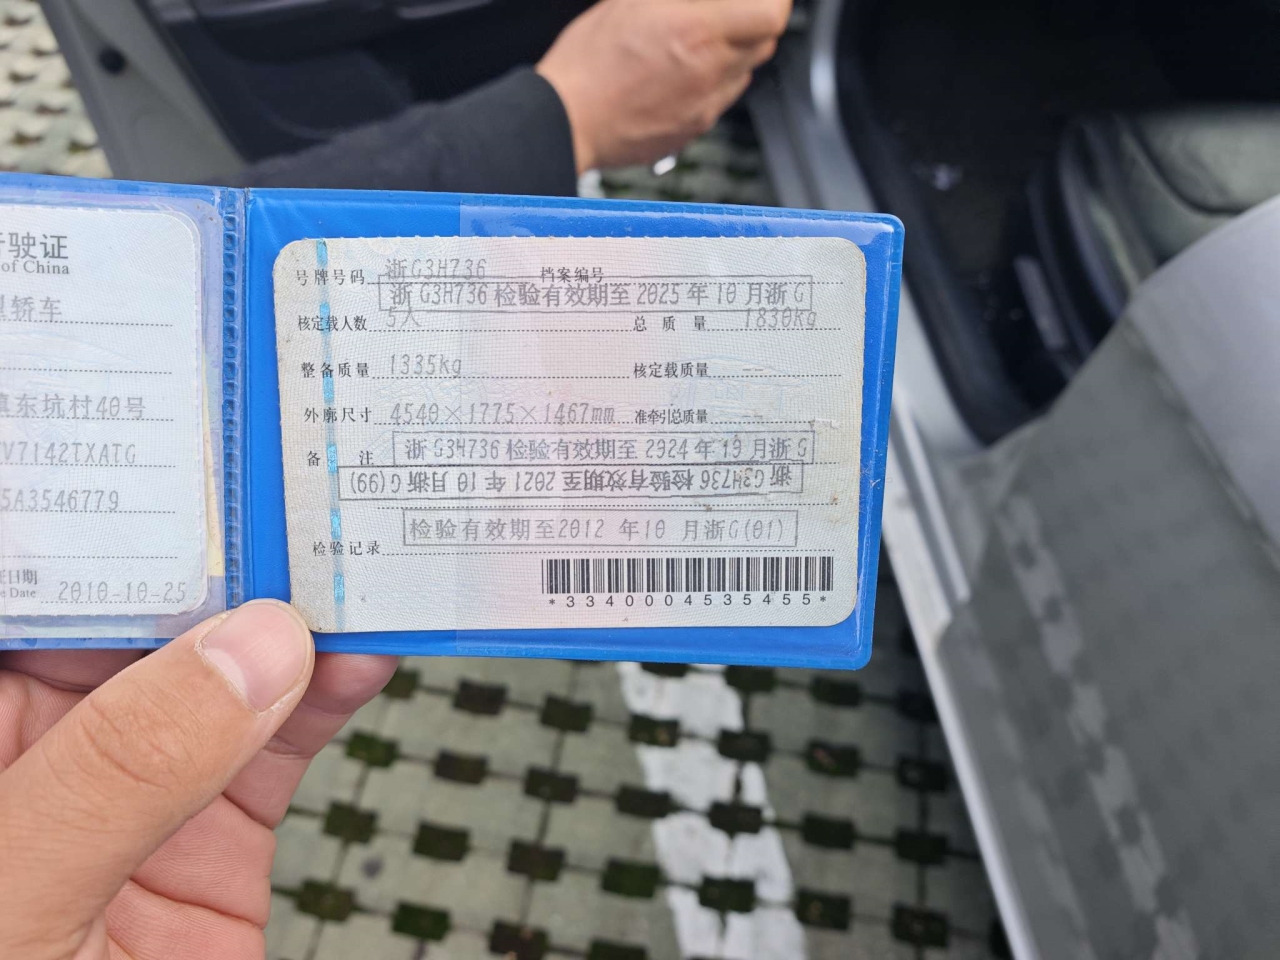 驶证
of China
轿车
东坑村40号
V7142TXATG
5A3546779
日期
Date 2010-10-25
号牌号码 浙G3H736 档案编号
浙G3H736检验有效期至2025年10月浙G
核定载人数 5人 总质量 1830kg
整备质量 1335kg 核定载质量 --
外廓尺寸 4540×1775×1467mm 准牵引总质量 --
备注 浙G3H736检验有效期至2024年10月浙G
浙G3H736检验有效期至2021年10月浙G(99)
检验有效期至2012年10月浙G(01)
检验记录
*3340004535455*